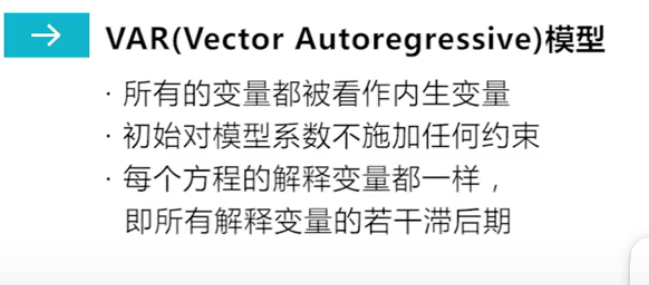 VAR(Vector Autoregressive)模型
· 所有的变量都被看作内生变量
· 初始对模型系数不施加任何约束
· 每个方程的解释变量都一样，
即所有解释变量的若干滞后期